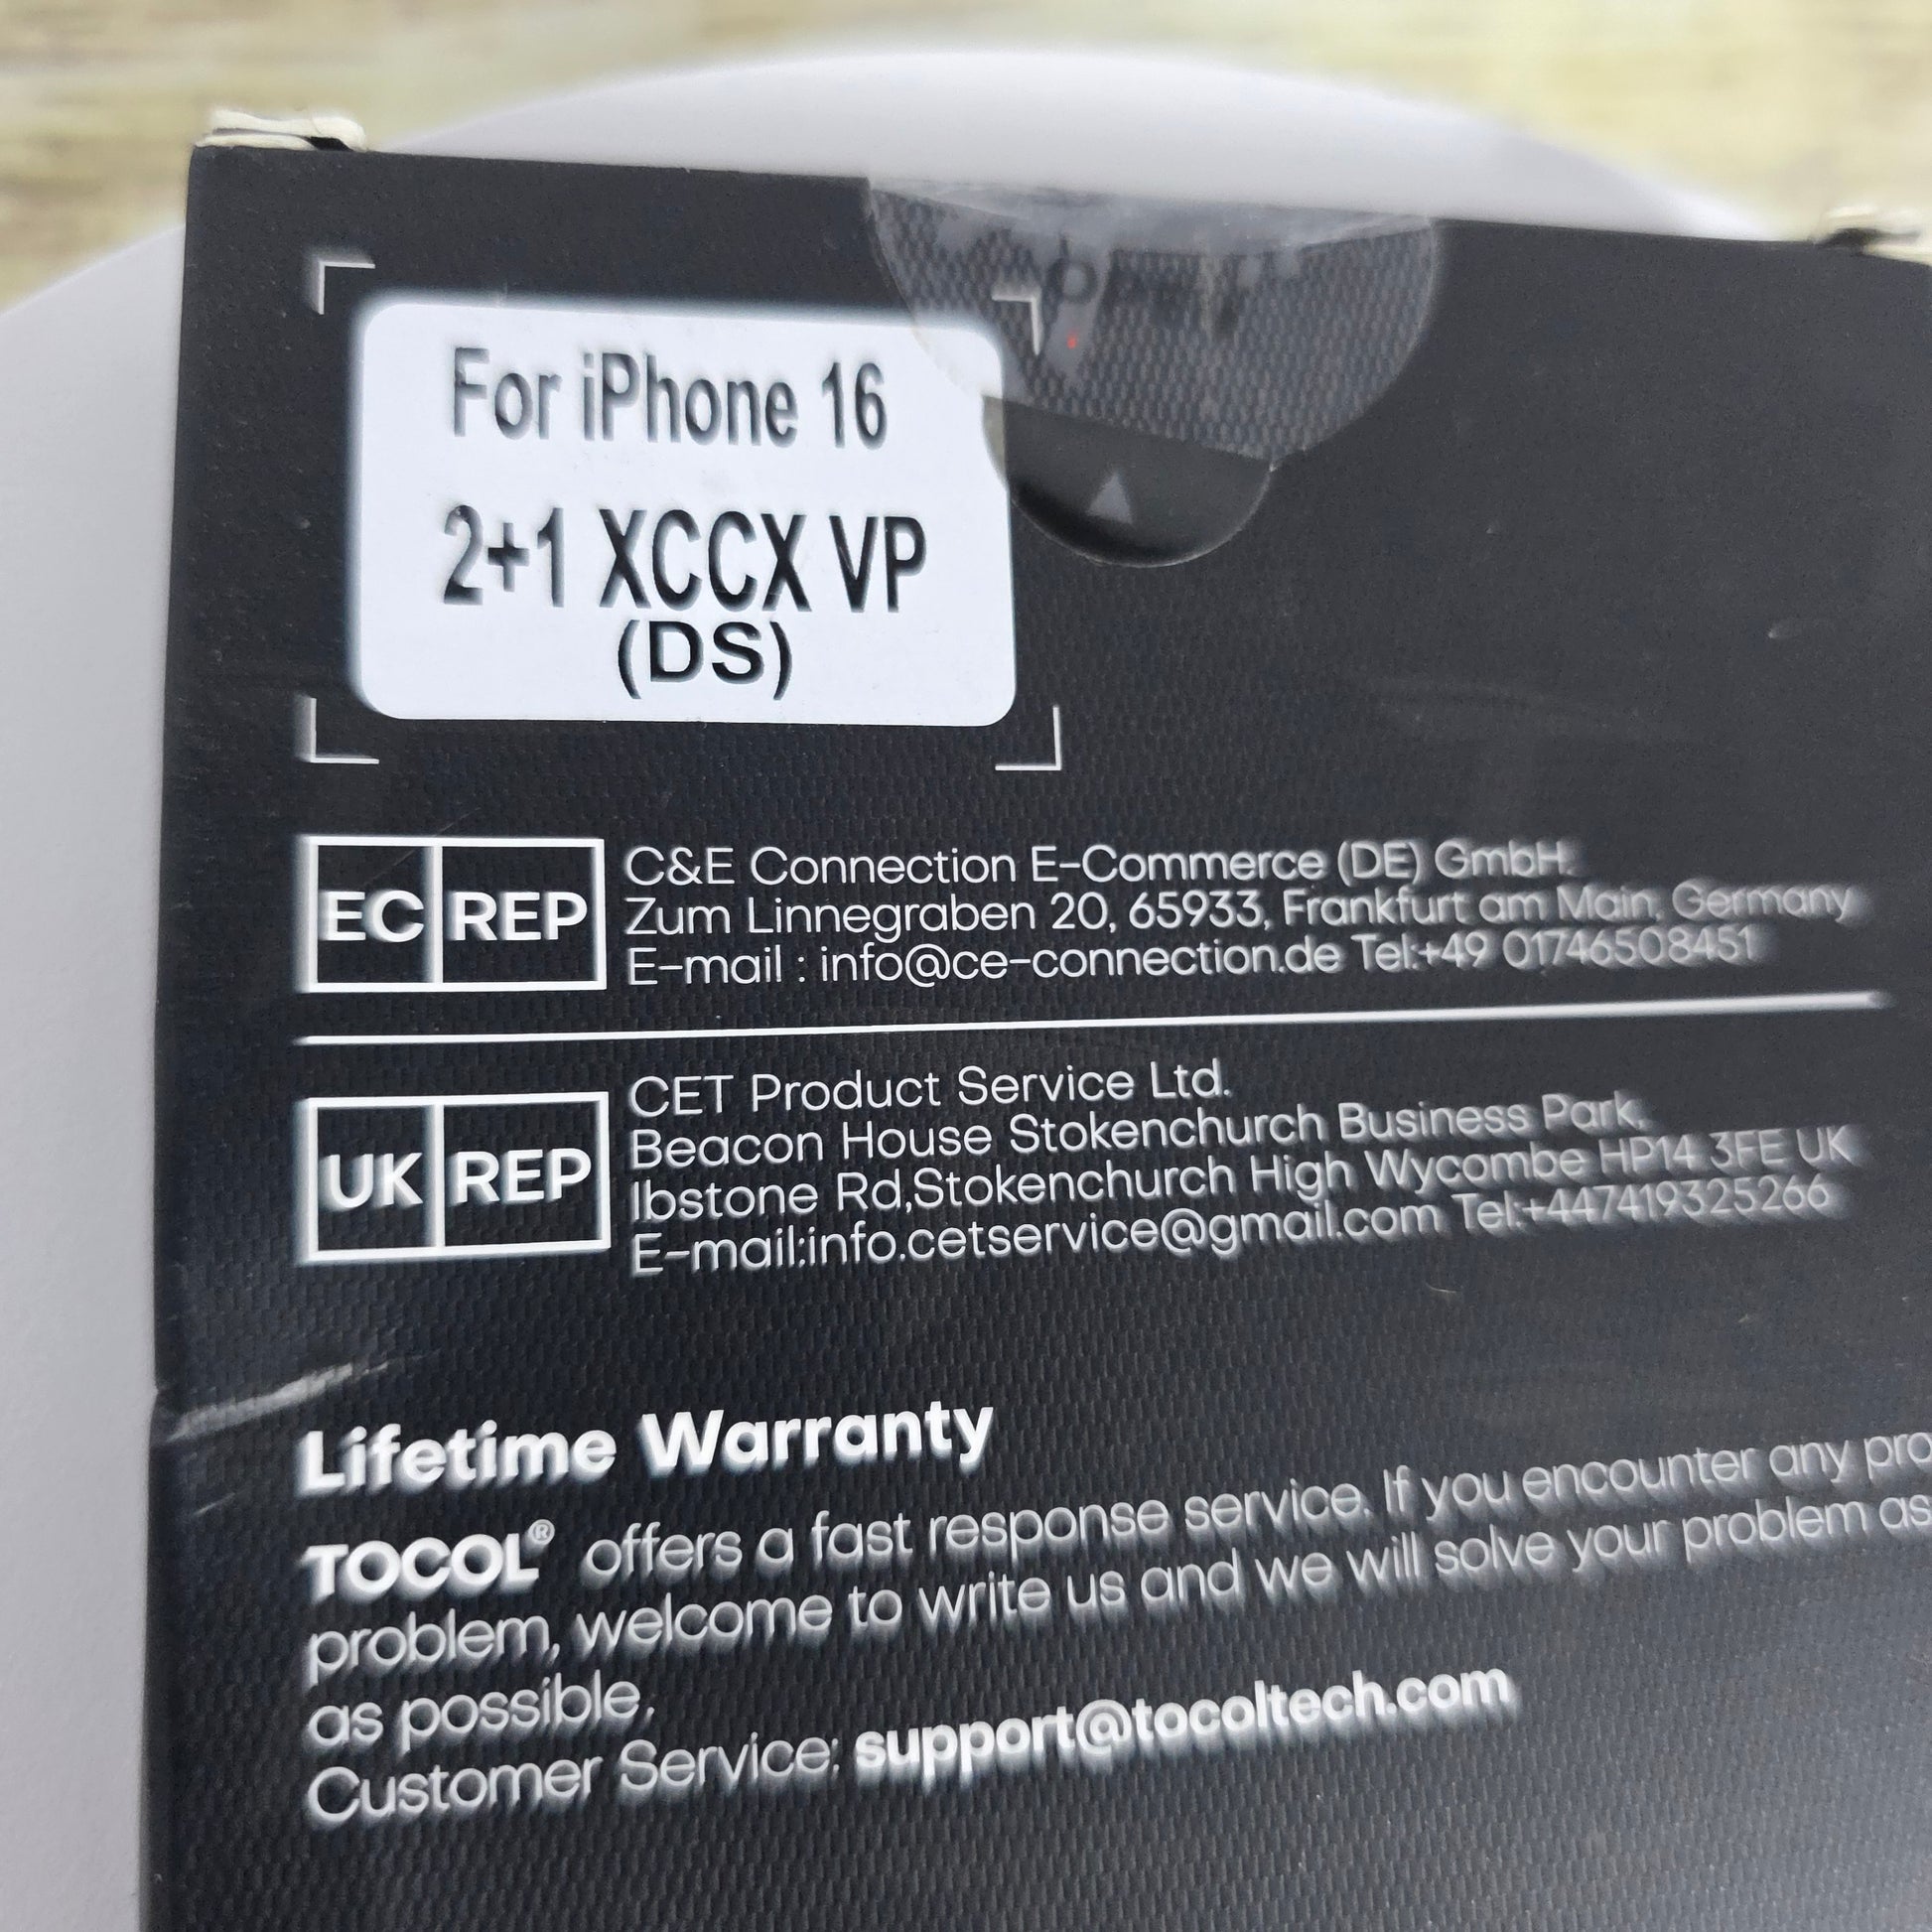 For iPhone 16
2+1 XCCX VP
(DS)
EC REP
C&E Connection E-Commerce (DE) GmbH.
Zum Linnegraben 20, 65933, Frankfurt am Main, Germany
E-mail : info@ce-connection.de Tel:+49 01746508451
UK REP
CET Product Service Ltd.
Beacon House Stokenchurch Business Park,
Ibstone Rd,Stokenchurch High Wycombe HP14 3FE UK
E-mail:info.cetservice@gmail.com Tel:+447419325266
Lifetime Warranty
TOCOL® offers a fast response service. If you encounter any pro
problem, welcome to write us and we will solve your problem as
as possible.
Customer Service: support@tocoltech.com